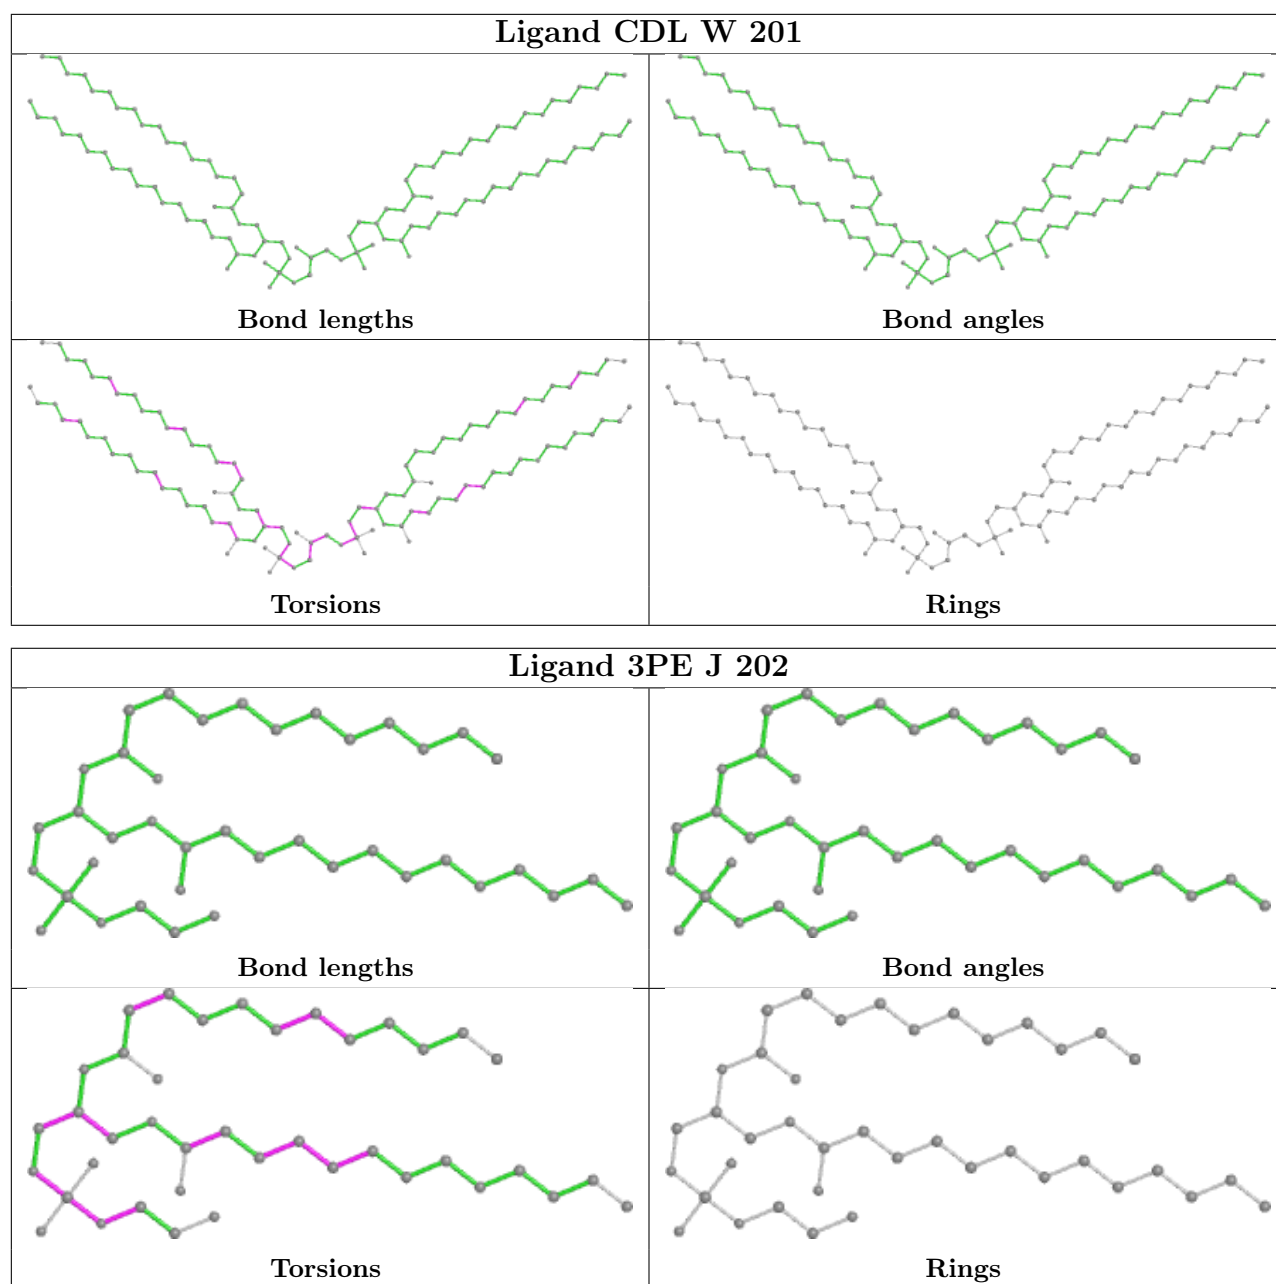 Ligand CDL W 201
Bond lengths
Bond angles
Torsions
Rings
Ligand 3PE J 202
Bond lengths
Bond angles
Torsions
Rings